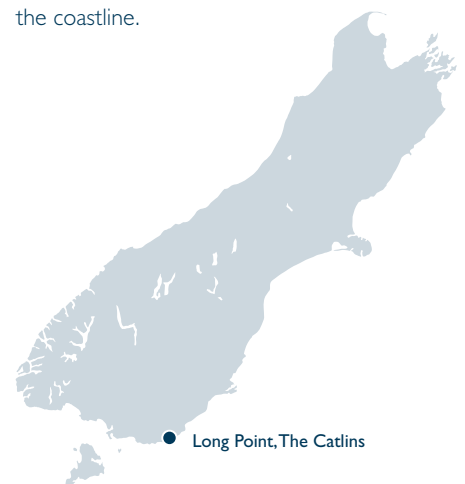 the coastline.
Long Point, The Catlins